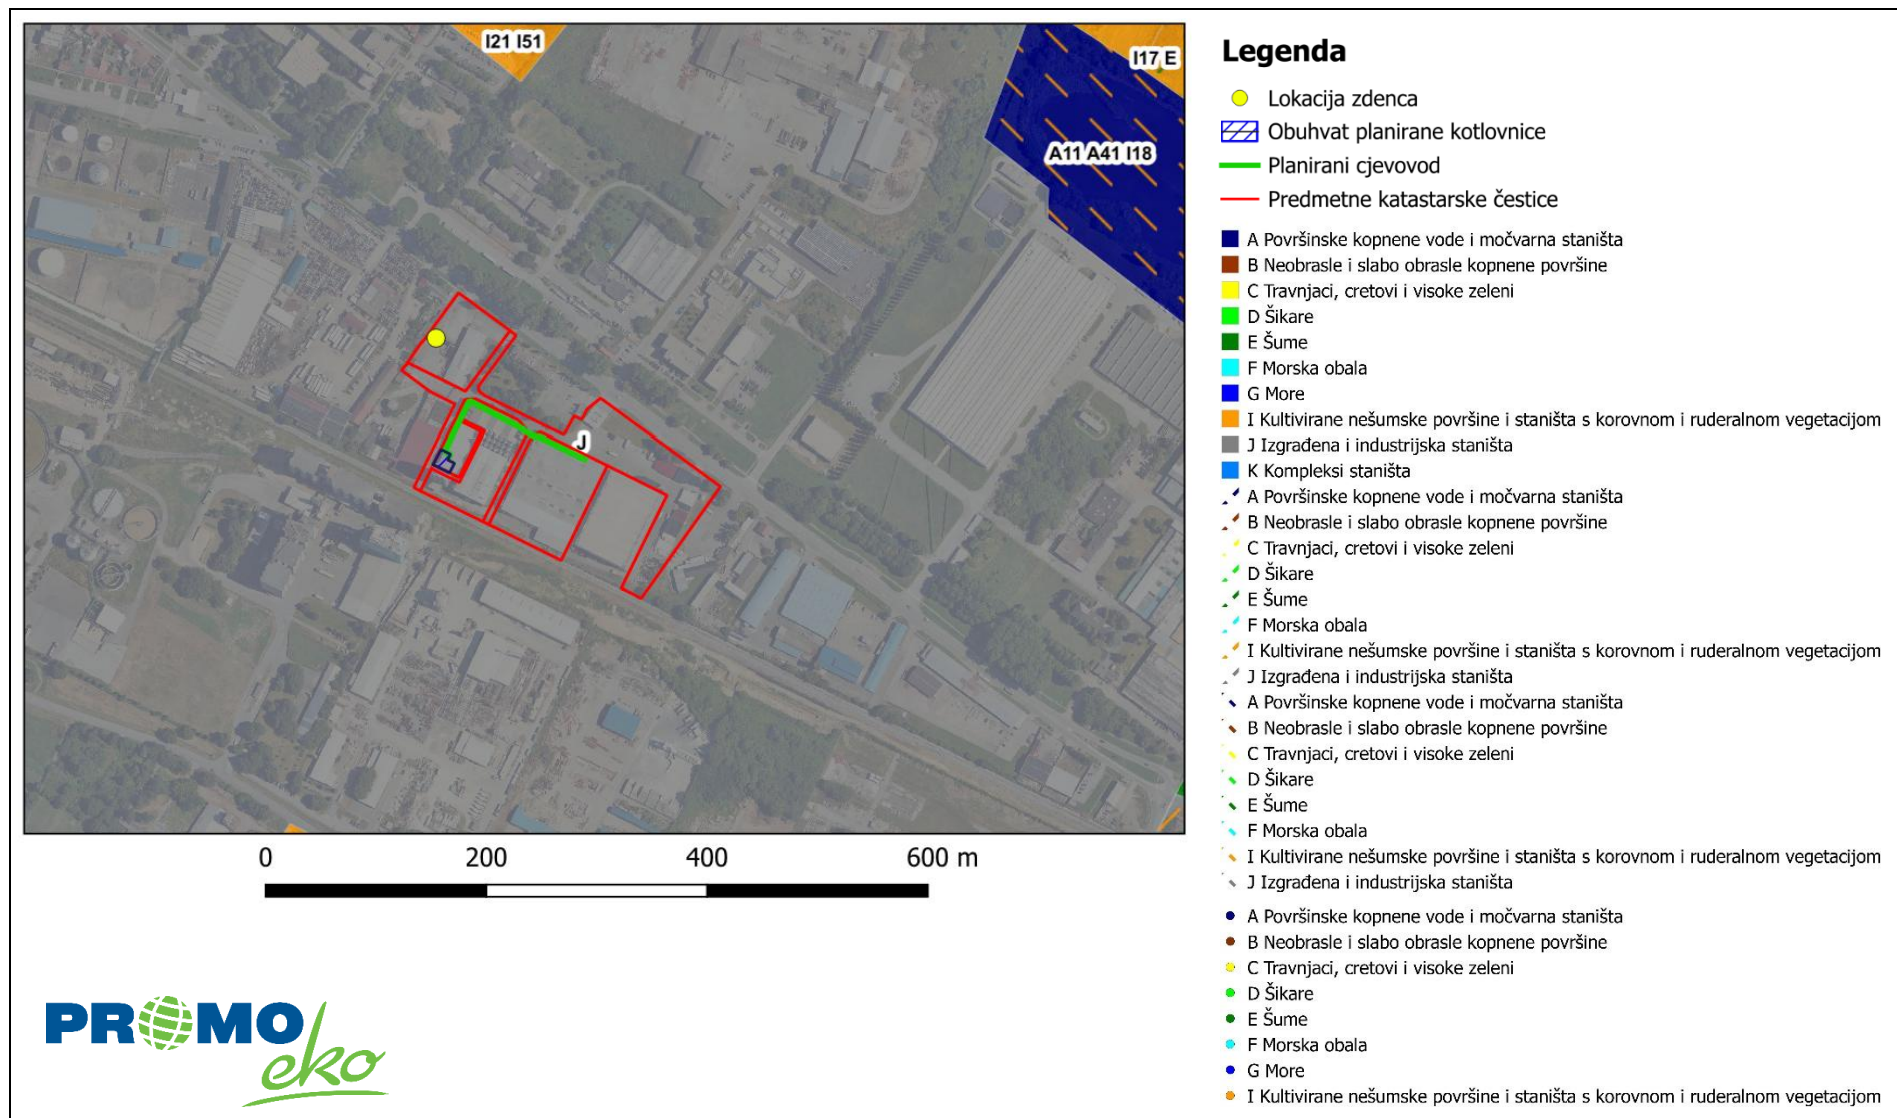 I21 I51
I17 E
A11 A41 I18
J
0 200 400 600 m
PROMO
eko
Legenda
Lokacija zdenca
Obuhvat planirane kotlovnice
Planirani cjevovod
Predmetne katastarske čestice
A Površinske kopnene vode i močvarna staništa
B Neobrasle i slabo obrasle kopnene površine
C Travnjaci, cretovi i visoke zeleni
D Šikare
E Šume
F Morska obala
G More
I Kultivirane nešumske površine i staništa s korovnom i ruderalnom vegetacijom
J Izgrađena i industrijska staništa
K Kompleksi staništa
A Površinske kopnene vode i močvarna staništa
B Neobrasle i slabo obrasle kopnene površine
C Travnjaci, cretovi i visoke zeleni
D Šikare
E Šume
F Morska obala
I Kultivirane nešumske površine i staništa s korovnom i ruderalnom vegetacijom
J Izgrađena i industrijska staništa
A Površinske kopnene vode i močvarna staništa
B Neobrasle i slabo obrasle kopnene površine
C Travnjaci, cretovi i visoke zeleni
D Šikare
E Šume
F Morska obala
I Kultivirane nešumske površine i staništa s korovnom i ruderalnom vegetacijom
J Izgrađena i industrijska staništa
A Površinske kopnene vode i močvarna staništa
B Neobrasle i slabo obrasle kopnene površine
C Travnjaci, cretovi i visoke zeleni
D Šikare
E Šume
F Morska obala
G More
I Kultivirane nešumske površine i staništa s korovnom i ruderalnom vegetacijom